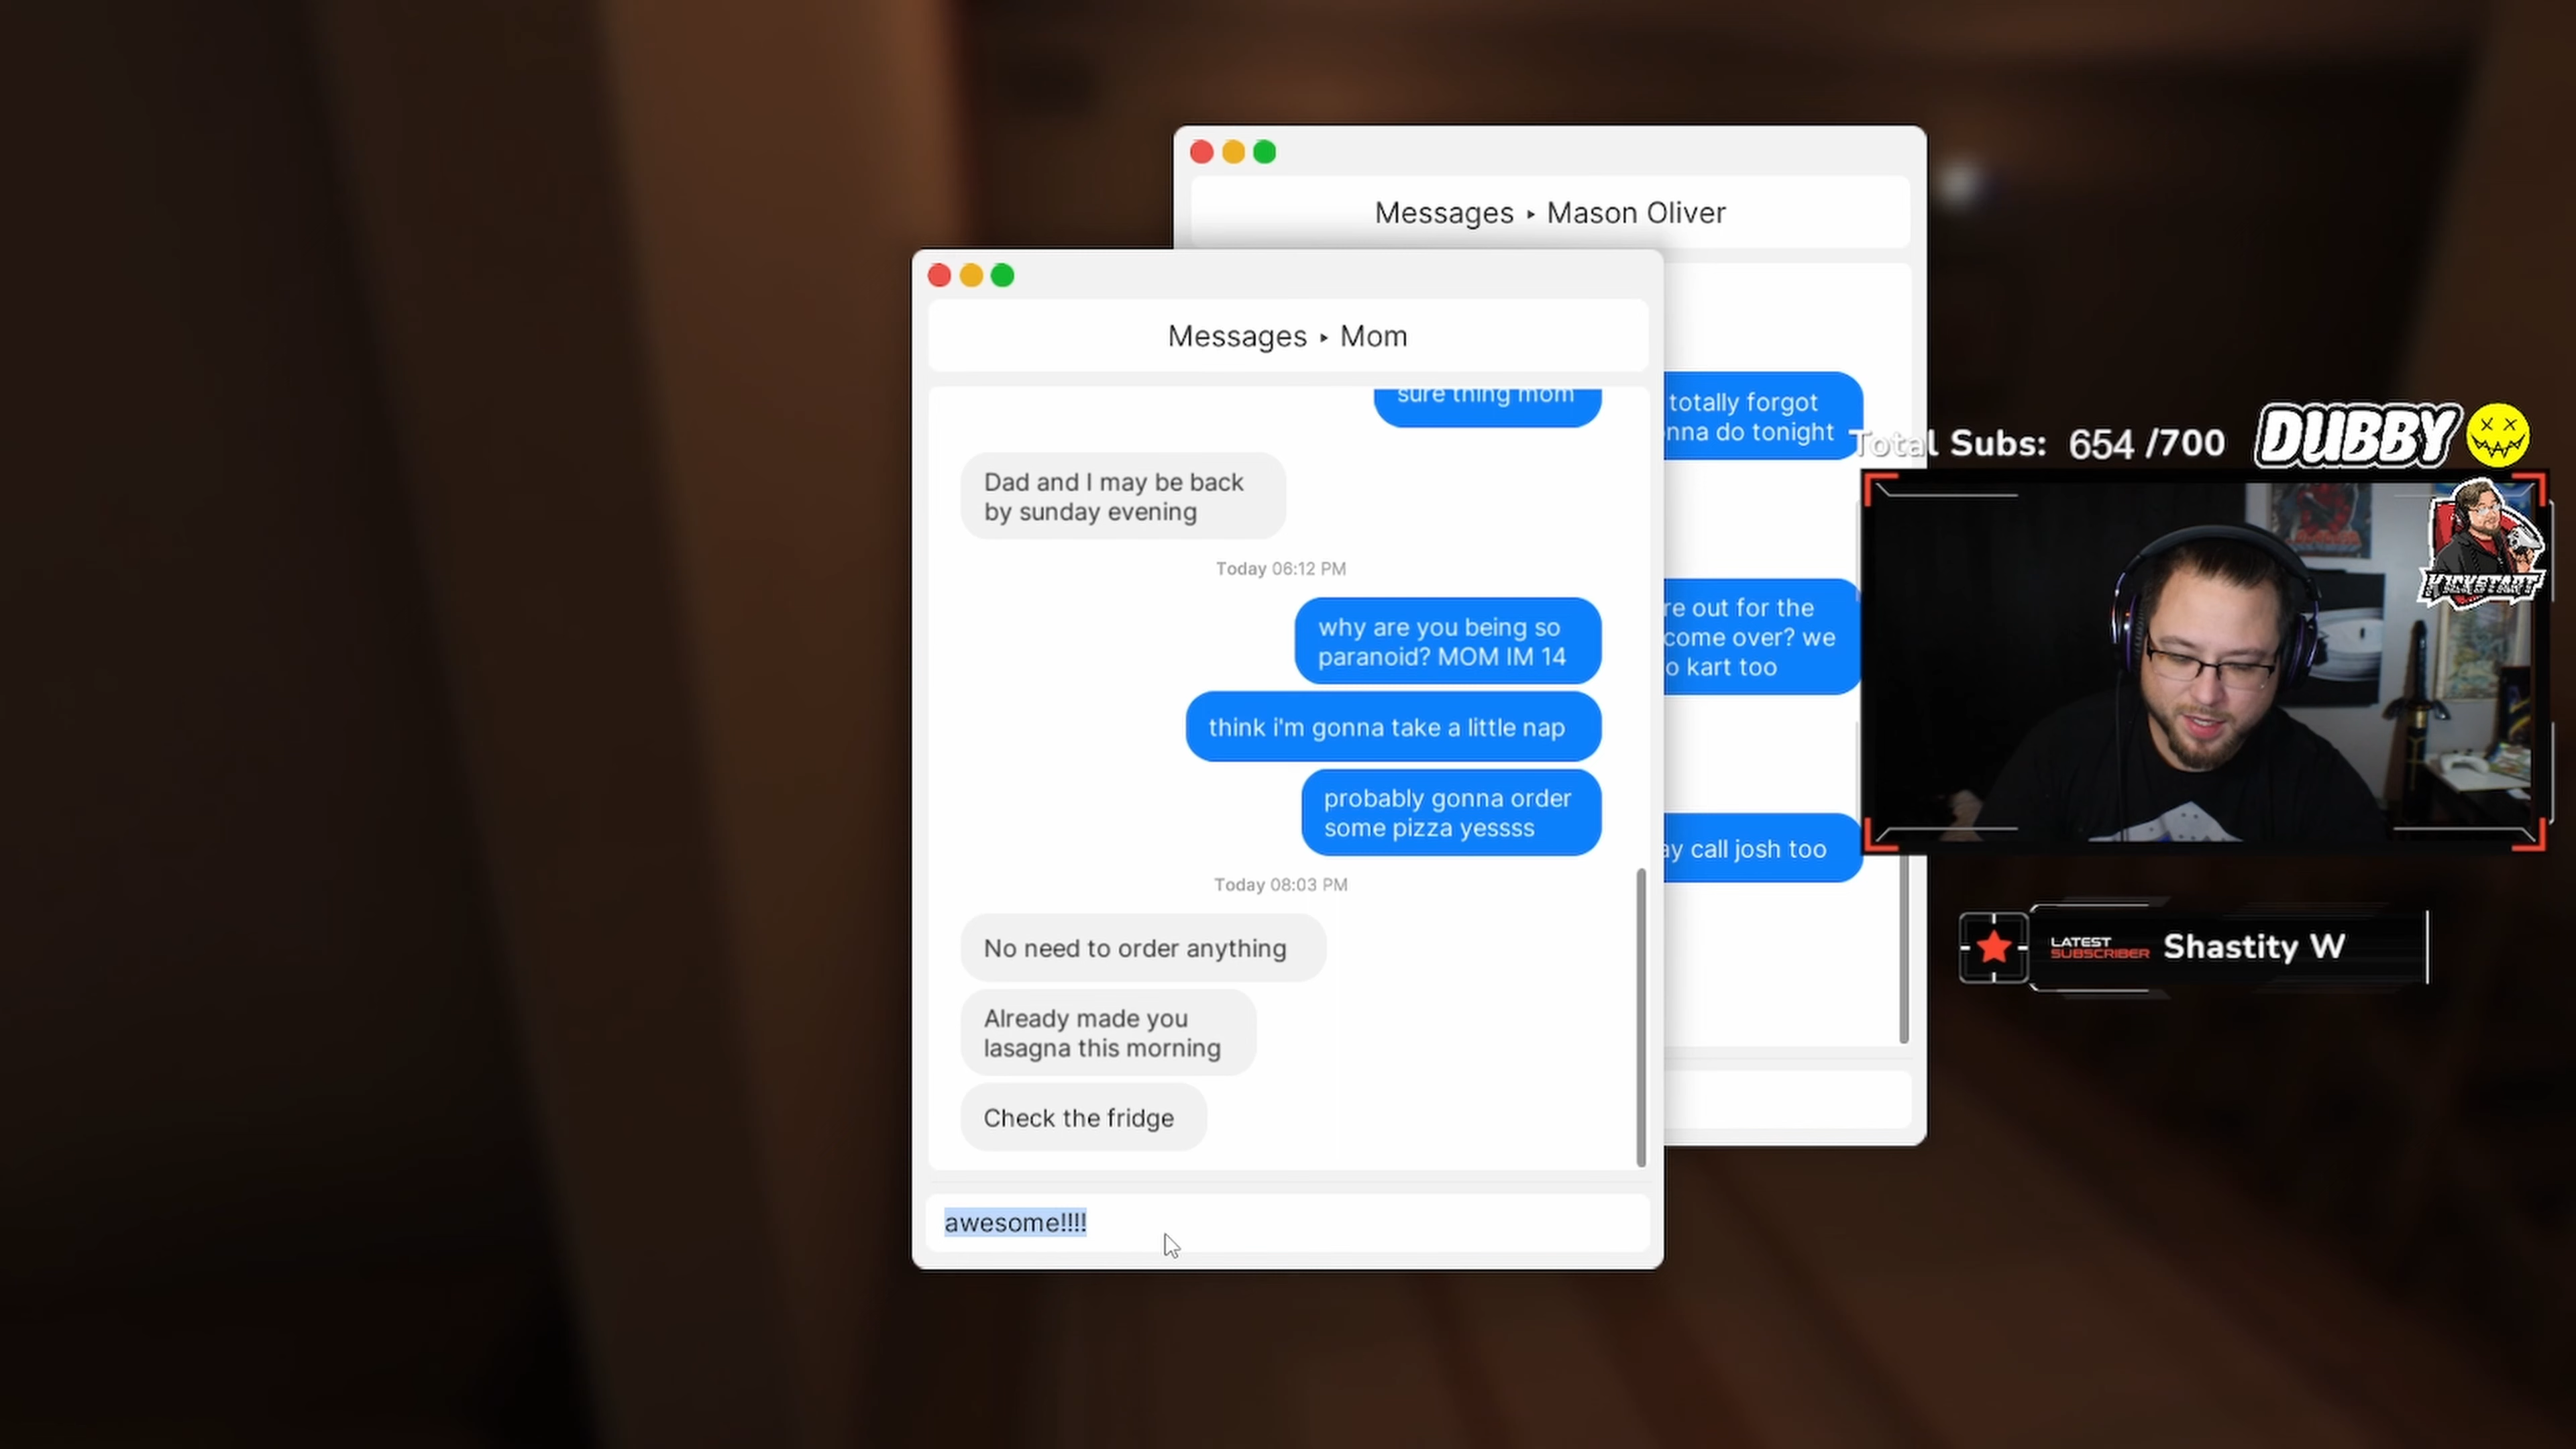 Messages ▸ Mason Oliver
totally forgot
nna do tonight
re out for the
come over? we
o kart too
ay call josh too
Messages ▸ Mom
sure thing mom
Dad and I may be back
by sunday evening
Today 06:12 PM
why are you being so
paranoid? MOM IM 14
think i'm gonna take a little nap
probably gonna order
some pizza yessss
Today 08:03 PM
No need to order anything
Already made you
lasagna this morning
Check the fridge
awesome!!!!
Total Subs: 654 /700
DUBBY
KICKSTART
LATEST
SUBSCRIBER
Shastity W